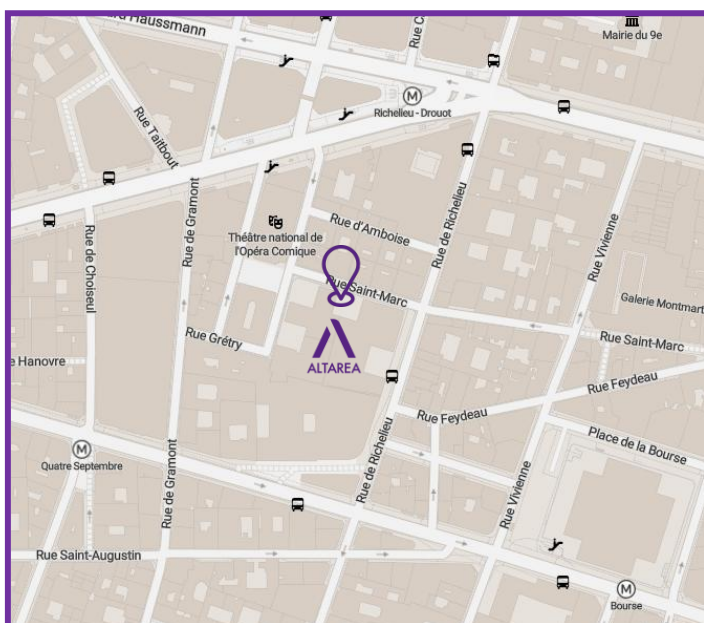 rd Haussmann
Rue C
Mairie du 9e
M
Richelieu - Drouot
Rue Taitbout
Rue de Gramont
Rue de Choiseul
Théâtre national de
l'Opéra Comique
Rue d'Amboise
Rue de Richelieu
Rue Vivienne
Rue Saint-Marc
Galerie Montmart
Rue Saint-Marc
Rue Grétry
ALTAREA
e Hanovre
Rue Feydeau
Rue Feydeau
Place de la Bourse
M
Quatre Septembre
Rue de Gramont
Rue de Richelieu
Rue Vivienne
Rue Saint-Augustin
M
Bourse